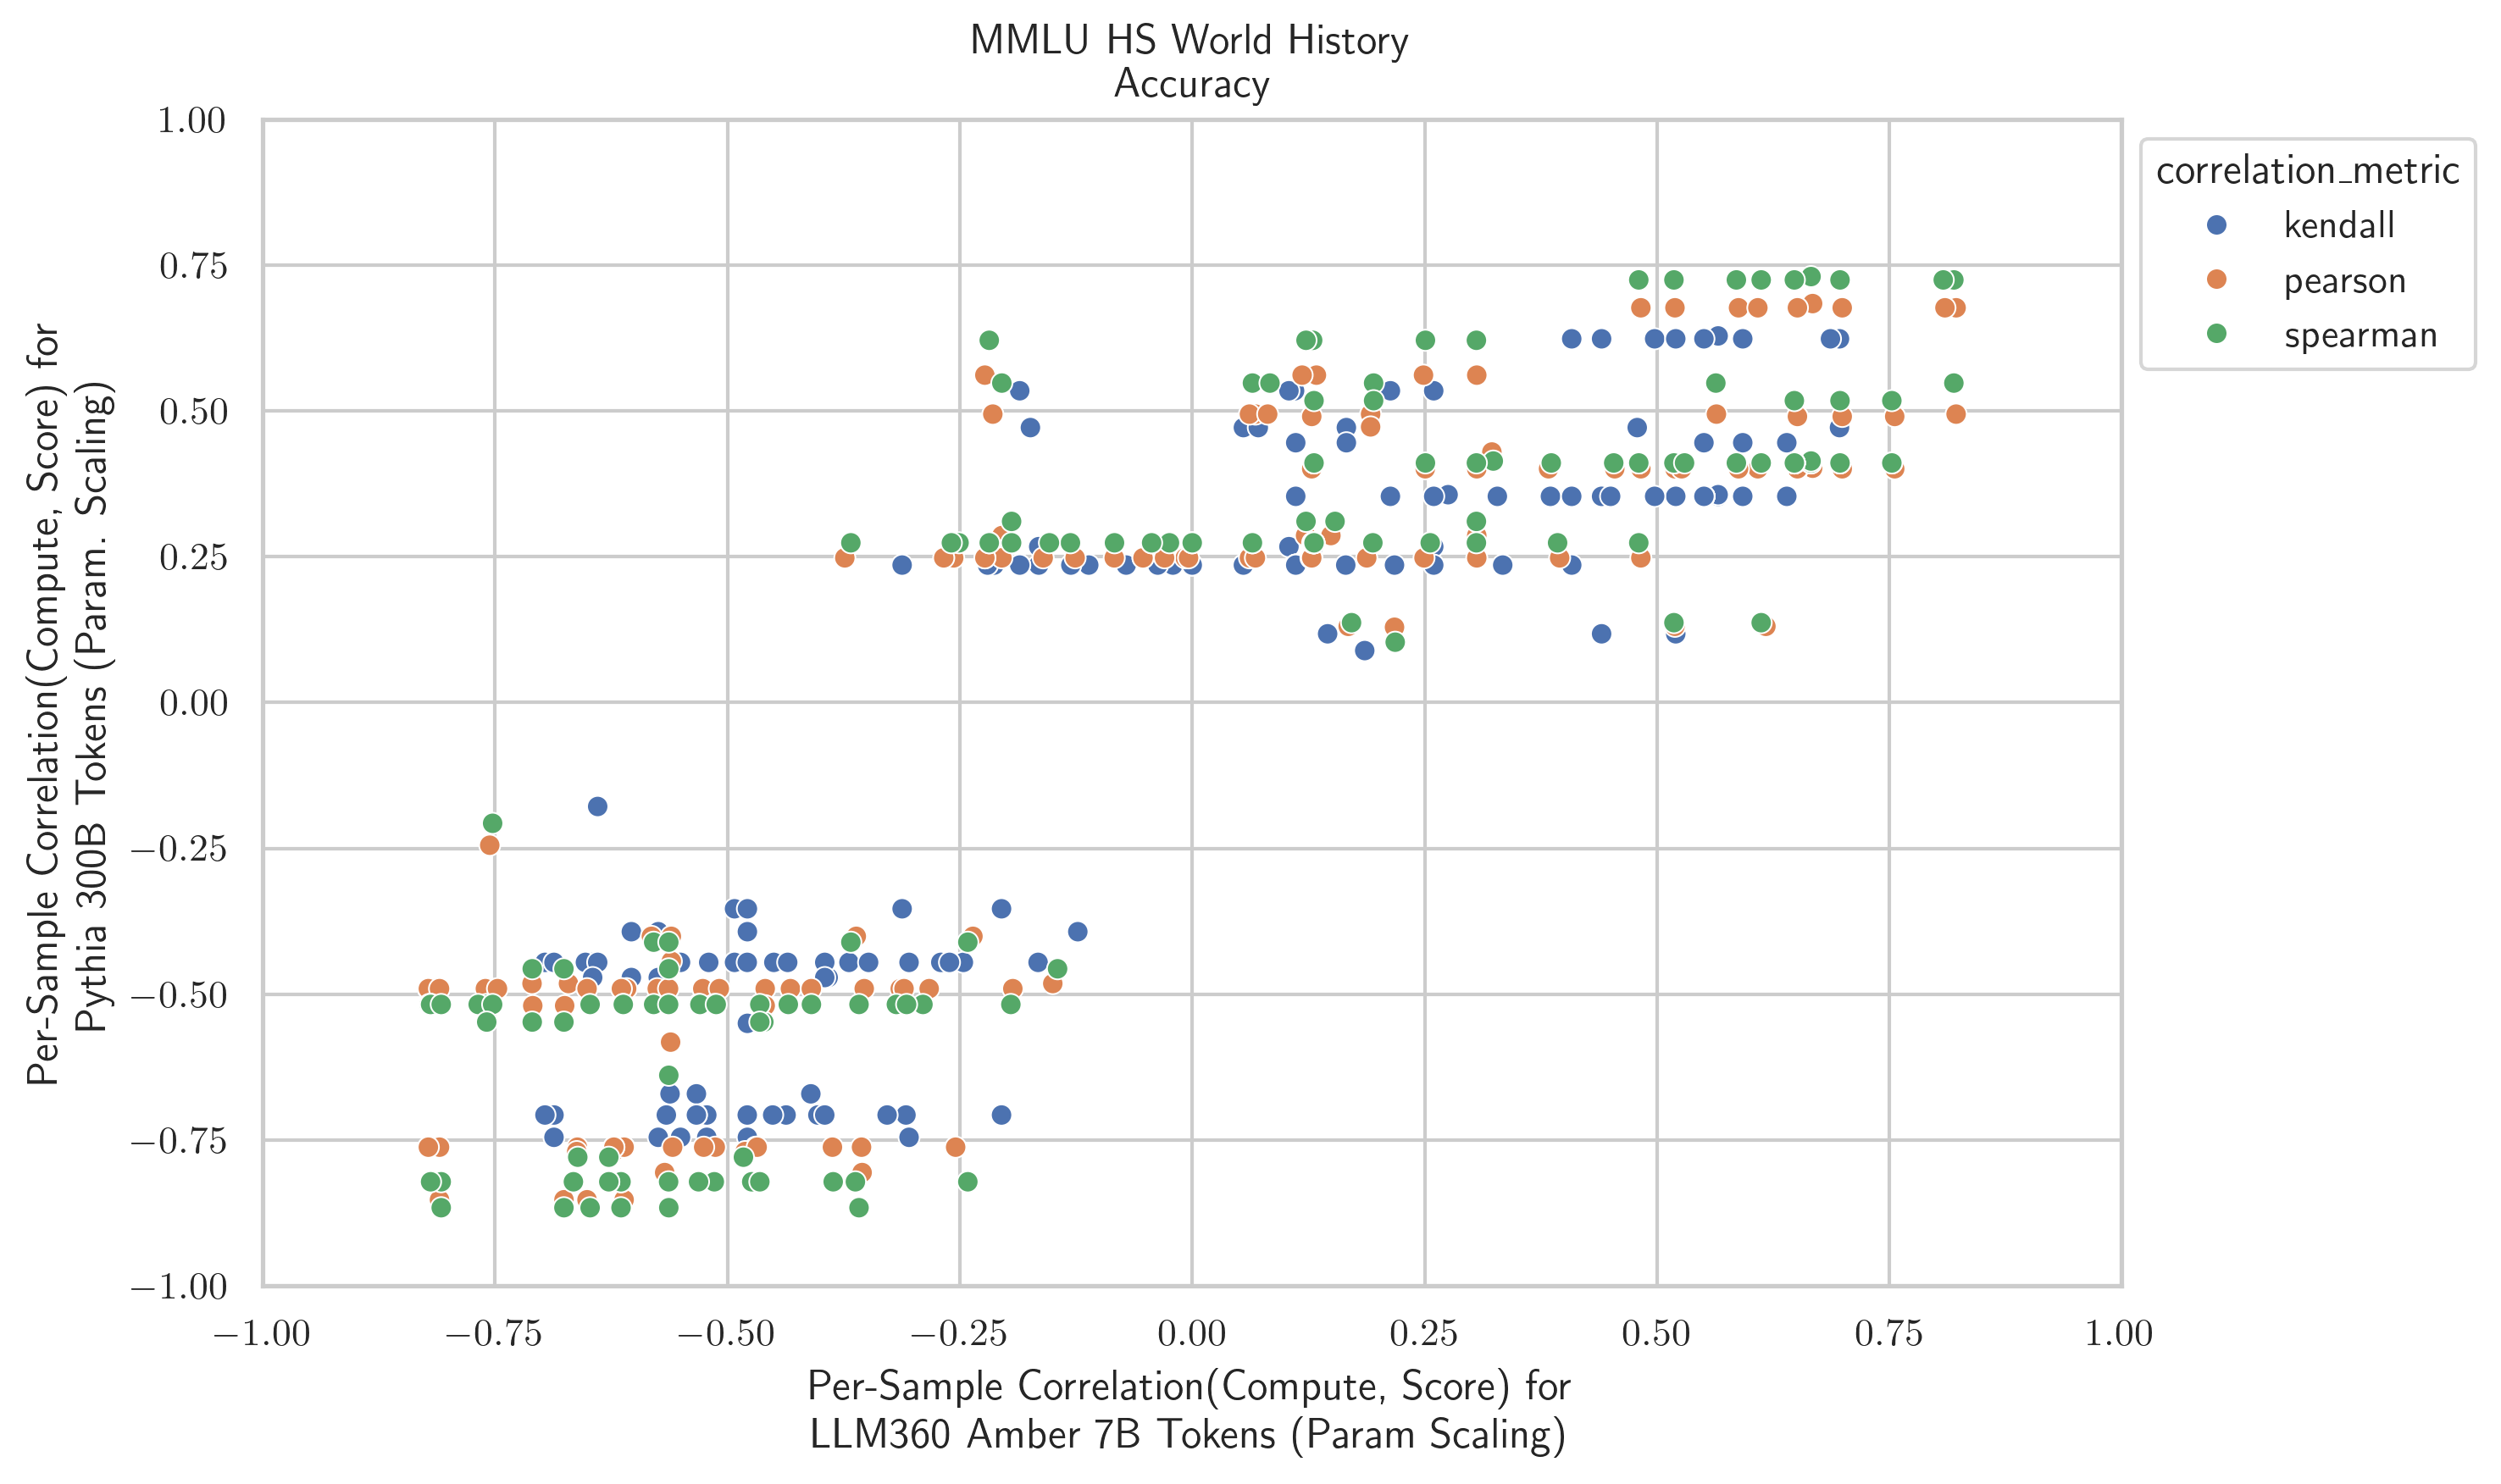 MMLU HS World History
Accuracy
Per-Sample Correlation(Compute, Score) for
Pythia 300B Tokens (Param. Scaling)
1.00
0.75
0.50
0.25
0.00
−0.25
−0.50
−0.75
−1.00
−1.00 −0.75 −0.50 −0.25 0.00 0.25 0.50 0.75 1.00
Per-Sample Correlation(Compute, Score) for
LLM360 Amber 7B Tokens (Param Scaling)
correlation_metric
kendall
pearson
spearman